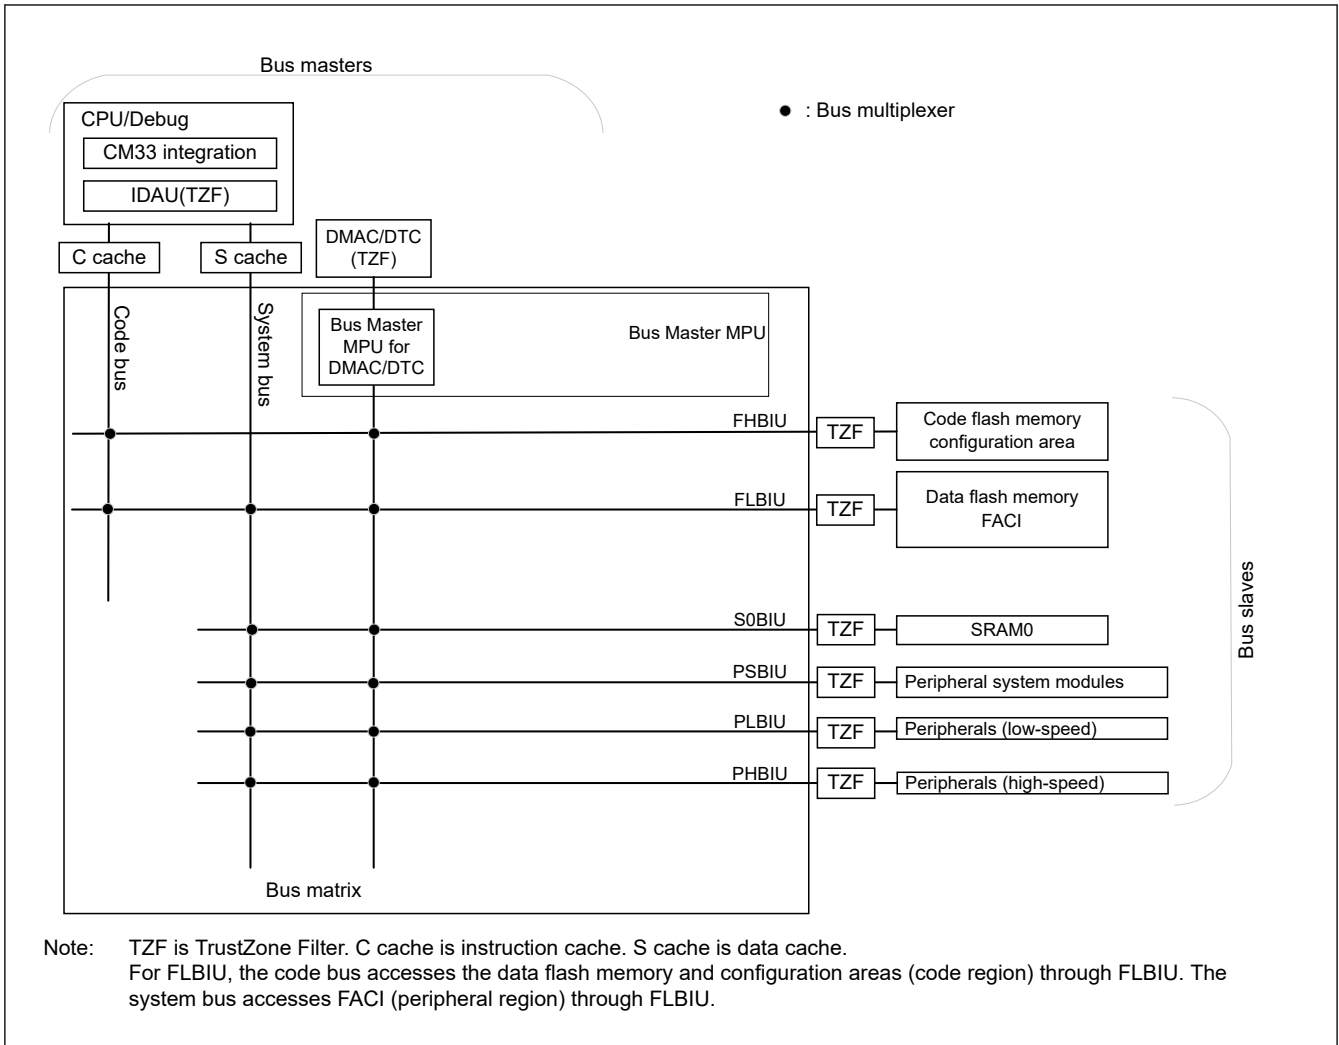 Bus masters
● : Bus multiplexer
CPU/Debug
CM33 integration
IDAU(TZF)
C cache
S cache
DMAC/DTC
(TZF)
Code bus
System bus
Bus Master
MPU for
DMAC/DTC
Bus Master MPU
FHBIU
TZF
Code flash memory
configuration area
FLBIU
TZF
Data flash memory
FACI
S0BIU
TZF
SRAM0
PSBIU
TZF
Peripheral system modules
PLBIU
TZF
Peripherals (low-speed)
PHBIU
TZF
Peripherals (high-speed)
Bus slaves
Bus matrix
Note: TZF is TrustZone Filter. C cache is instruction cache. S cache is data cache.
For FLBIU, the code bus accesses the data flash memory and configuration areas (code region) through FLBIU. The
system bus accesses FACI (peripheral region) through FLBIU.